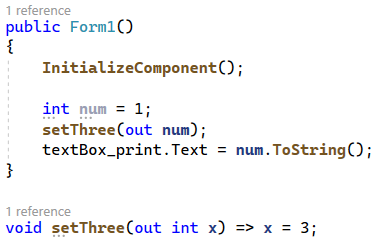 1 reference
public Form1()
{
InitializeComponent();
int num = 1;
setThree(out num);
textBox_print.Text = num.ToString();
}
1 reference
void setThree(out int x) => x = 3;